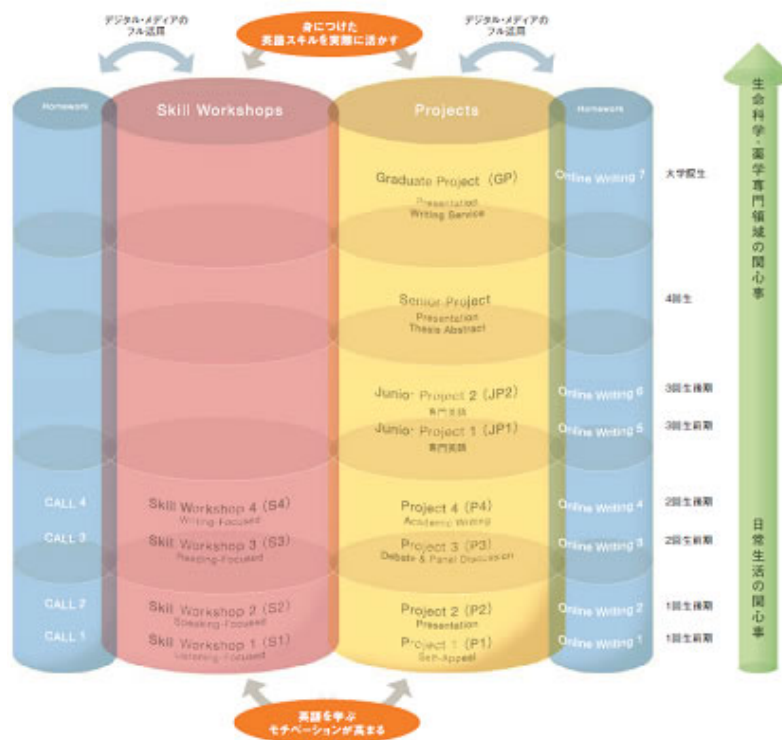 デジタル・メディアの
フル活用
身につけた
英語スキルを実際に活かす
デジタル・メディアの
フル活用
Homework
Skill Workshops
Projects
Homework
Graduate Project (GP)
Presentation
Writing Service
Online Writing 7
大学院生
Senior Project
Presentation
Thesis Abstract
4回生
Junior Project 2 (JP2)
専門英語
Online Writing 6
3回生後期
Junior Project 1 (JP1)
専門英語
Online Writing 5
3回生前期
CALL 4
Skill Workshop 4 (S4)
Writing-Focused
Project 4 (P4)
Academic Writing
Online Writing 4
2回生後期
CALL 3
Skill Workshop 3 (S3)
Reading-Focused
Project 3 (P3)
Debate & Panel Discussion
Online Writing 3
2回生前期
CALL 2
Skill Workshop 2 (S2)
Speaking-Focused
Project 2 (P2)
Presentation
Online Writing 2
1回生後期
CALL 1
Skill Workshop 1 (S1)
Listening-Focused
Project 1 (P1)
Self-Appeal
Online Writing 1
1回生前期
生命科学・薬学専門領域の関心事
日常生活の関心事
英語を学ぶ
モチベーションが高まる